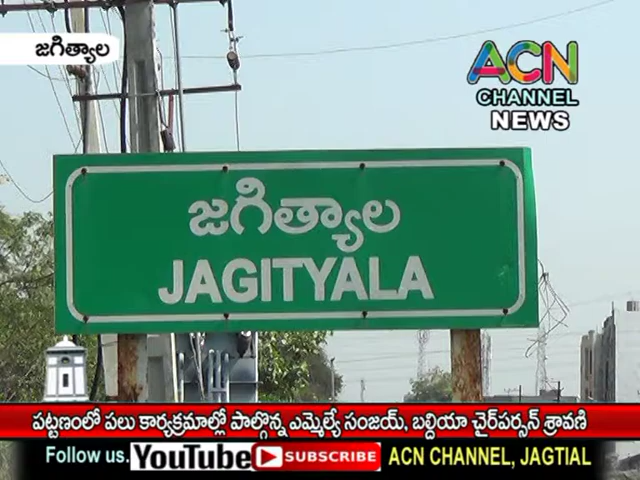 జగిత్యాల
ACN
CHANNEL
NEWS
జగిత్యాల
JAGITYALA
పట్టణంలో పలు కార్యక్రమాల్లో పాల్గొన్న ఎమ్మెల్యే సంజయ్, బల్దియా చైర్‌పర్సన్ శ్రావణి
Follow us. YouTube SUBSCRIBE ACN CHANNEL, JAGTIAL